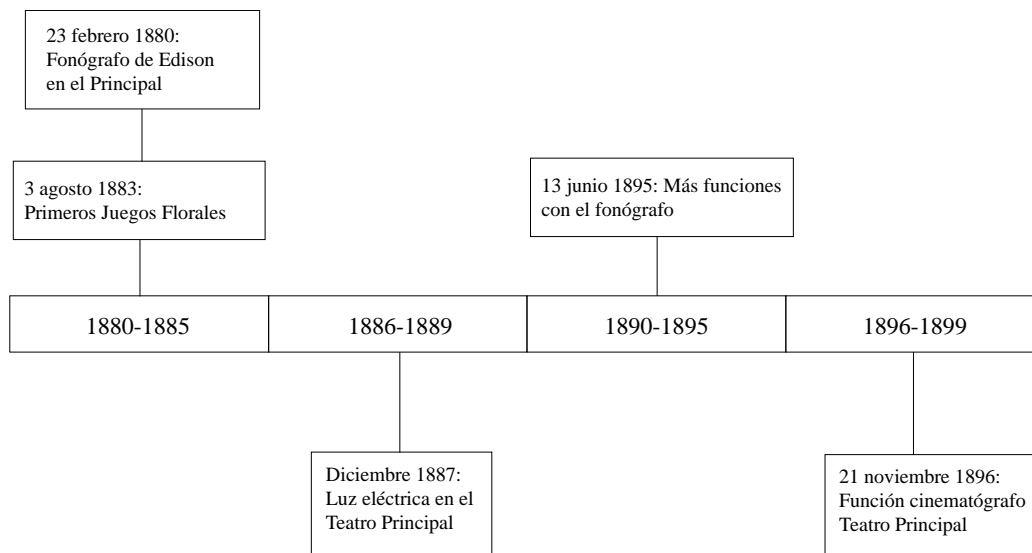 23 febrero 1880:
Fonógrafo de Edison
en el Principal
3 agosto 1883:
Primeros Juegos Florales
13 junio 1895: Más funciones
con el fonógrafo
1880-1885
1886-1889
1890-1895
1896-1899
Diciembre 1887:
Luz eléctrica en el
Teatro Principal
21 noviembre 1896:
Función cinematógrafo
Teatro Principal